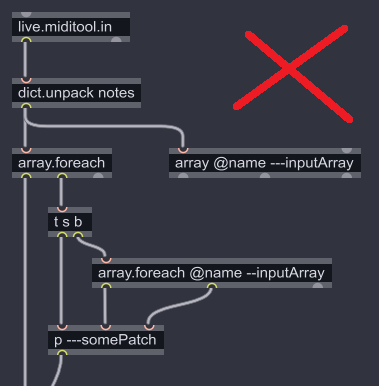 live.miditool.in
dict.unpack notes
array.foreach
array @name ---inputArray
t s b
array.foreach @name --inputArray
p ---somePatch